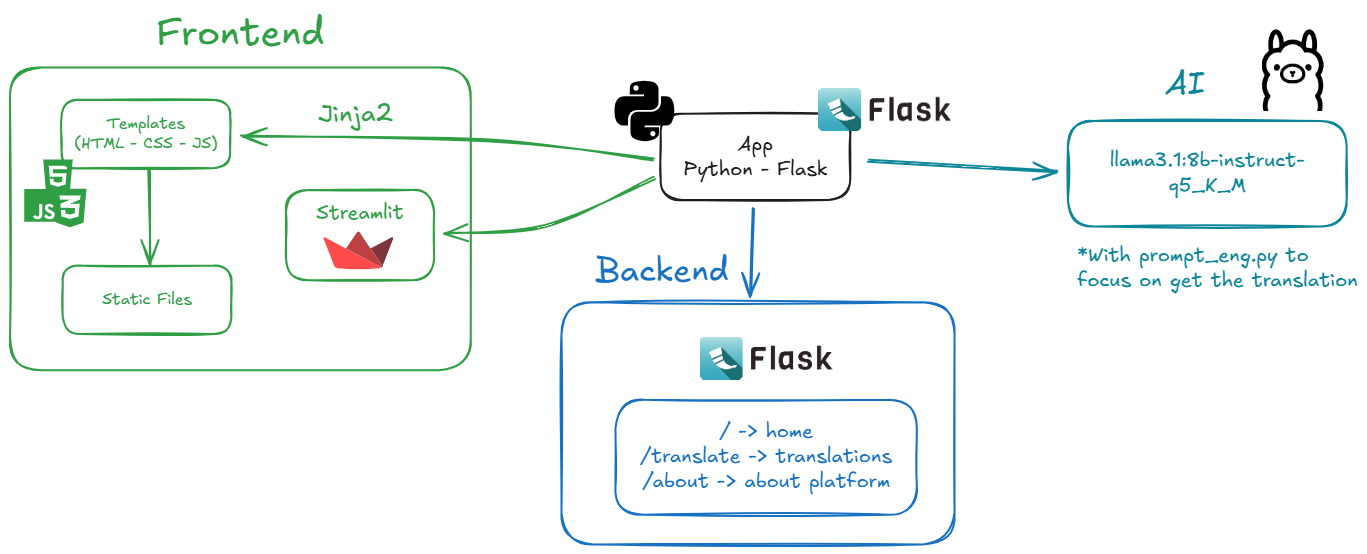 Frontend
Jinja2
Templates
(HTML - CSS - JS)
5
JS
Streamlit
Static Files
Flask
App
Python - Flask
Backend
Flask
/ -> home
/translate -> translations
/about -> about platform
AI
llama3.1:8b-instruct-
q5_K_M
*With prompt_eng.py to
focus on get the translation